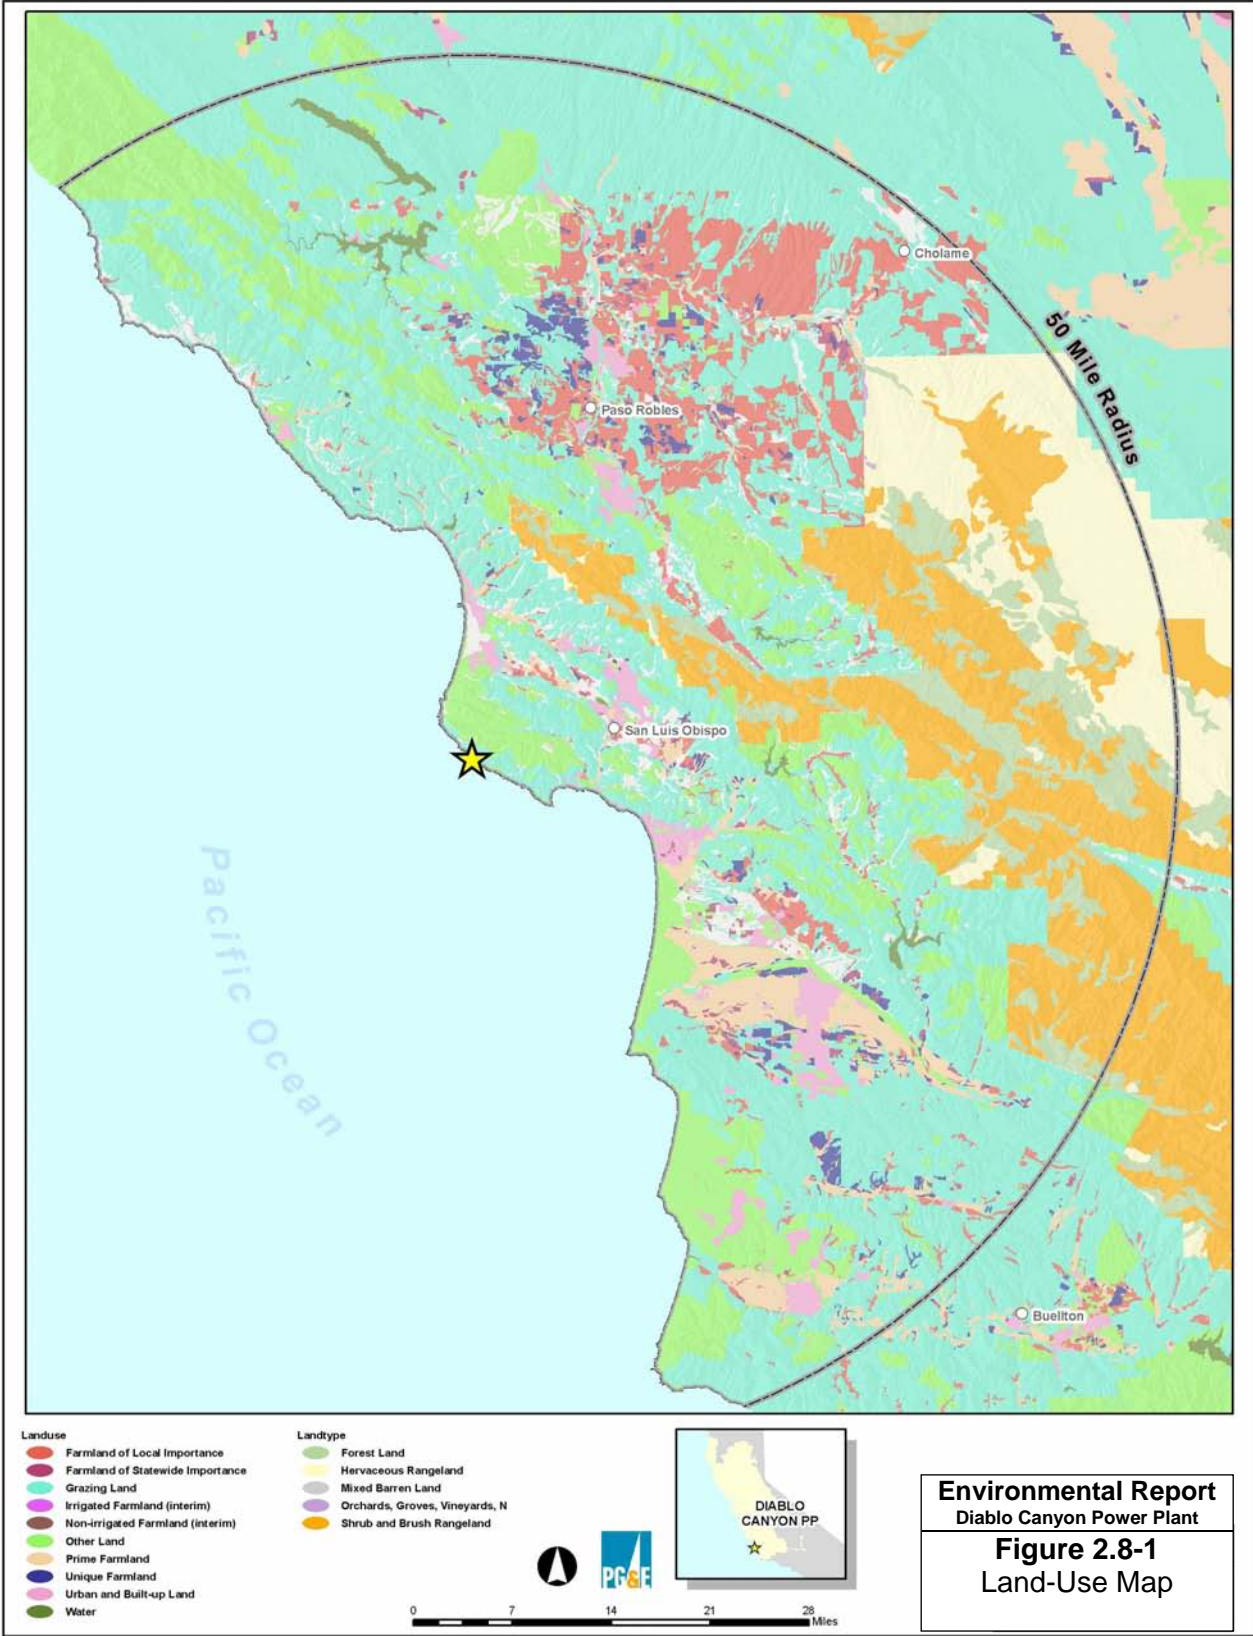 Cholame
50 Mile Radius
Paso Robles
San Luis Obispo
Pacific Ocean
Buellton
Landuse
Farmland of Local Importance
Farmland of Statewide Importance
Grazing Land
Irrigated Farmland (interim)
Non-irrigated Farmland (interim)
Other Land
Prime Farmland
Unique Farmland
Urban and Built-up Land
Water
Landtype
Forest Land
Hervaceous Rangeland
Mixed Barren Land
Orchards, Groves, Vineyards, N
Shrub and Brush Rangeland
PG&E
DIABLO
CANYON PP
0 7 14 21 28
Miles
Environmental Report
Diablo Canyon Power Plant
Figure 2.8-1
Land-Use Map